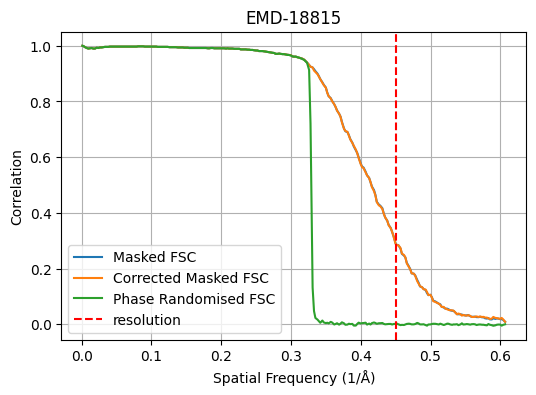 EMD-18815
1.0
0.8
0.6
0.4
0.2
0.0
Correlation
Masked FSC
Corrected Masked FSC
Phase Randomised FSC
resolution
0.0 0.1 0.2 0.3 0.4 0.5 0.6
Spatial Frequency (1/Å)